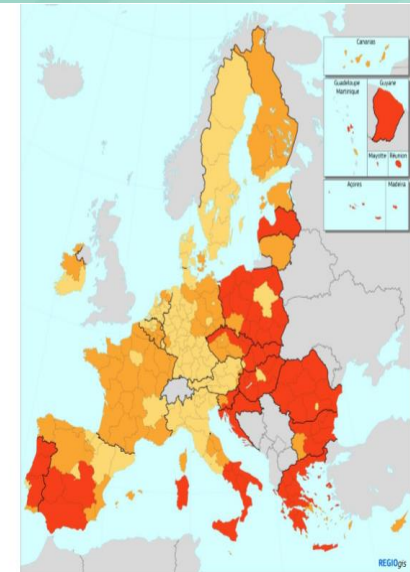 Canarias
Guadeloupe
Martinique
Guyane
Mayotte
Réunion
Açores
Madeira
REGIOgis